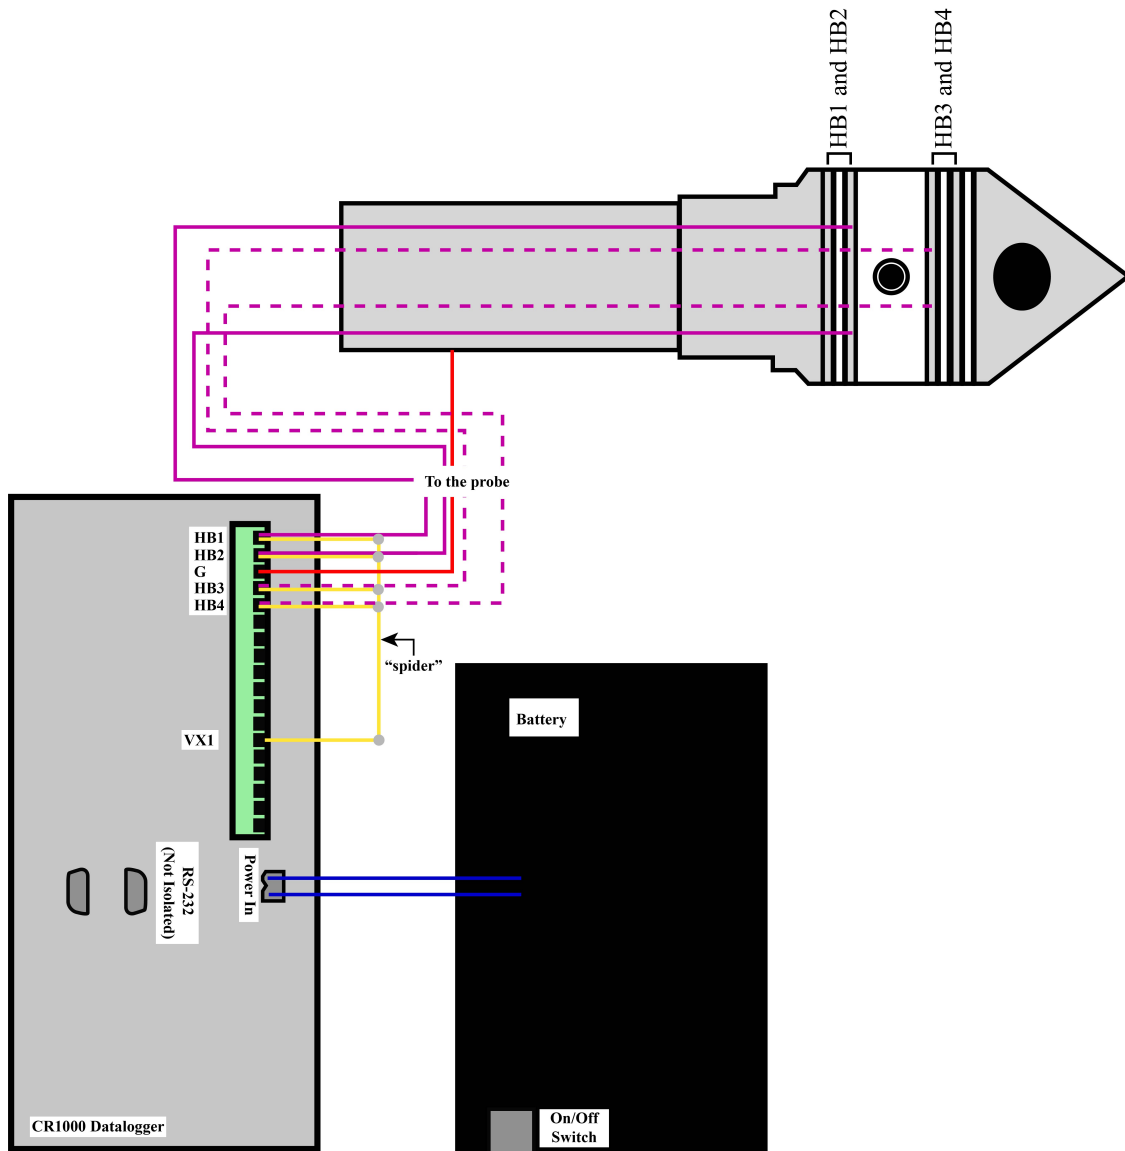 HB1 and HB2
HB3 and HB4
To the probe
HB1
HB2
G
HB3
HB4
"spider"
Battery
VX1
RS-232
(Not Isolated)
Power In
CR1000 Datalogger
On/Off
Switch